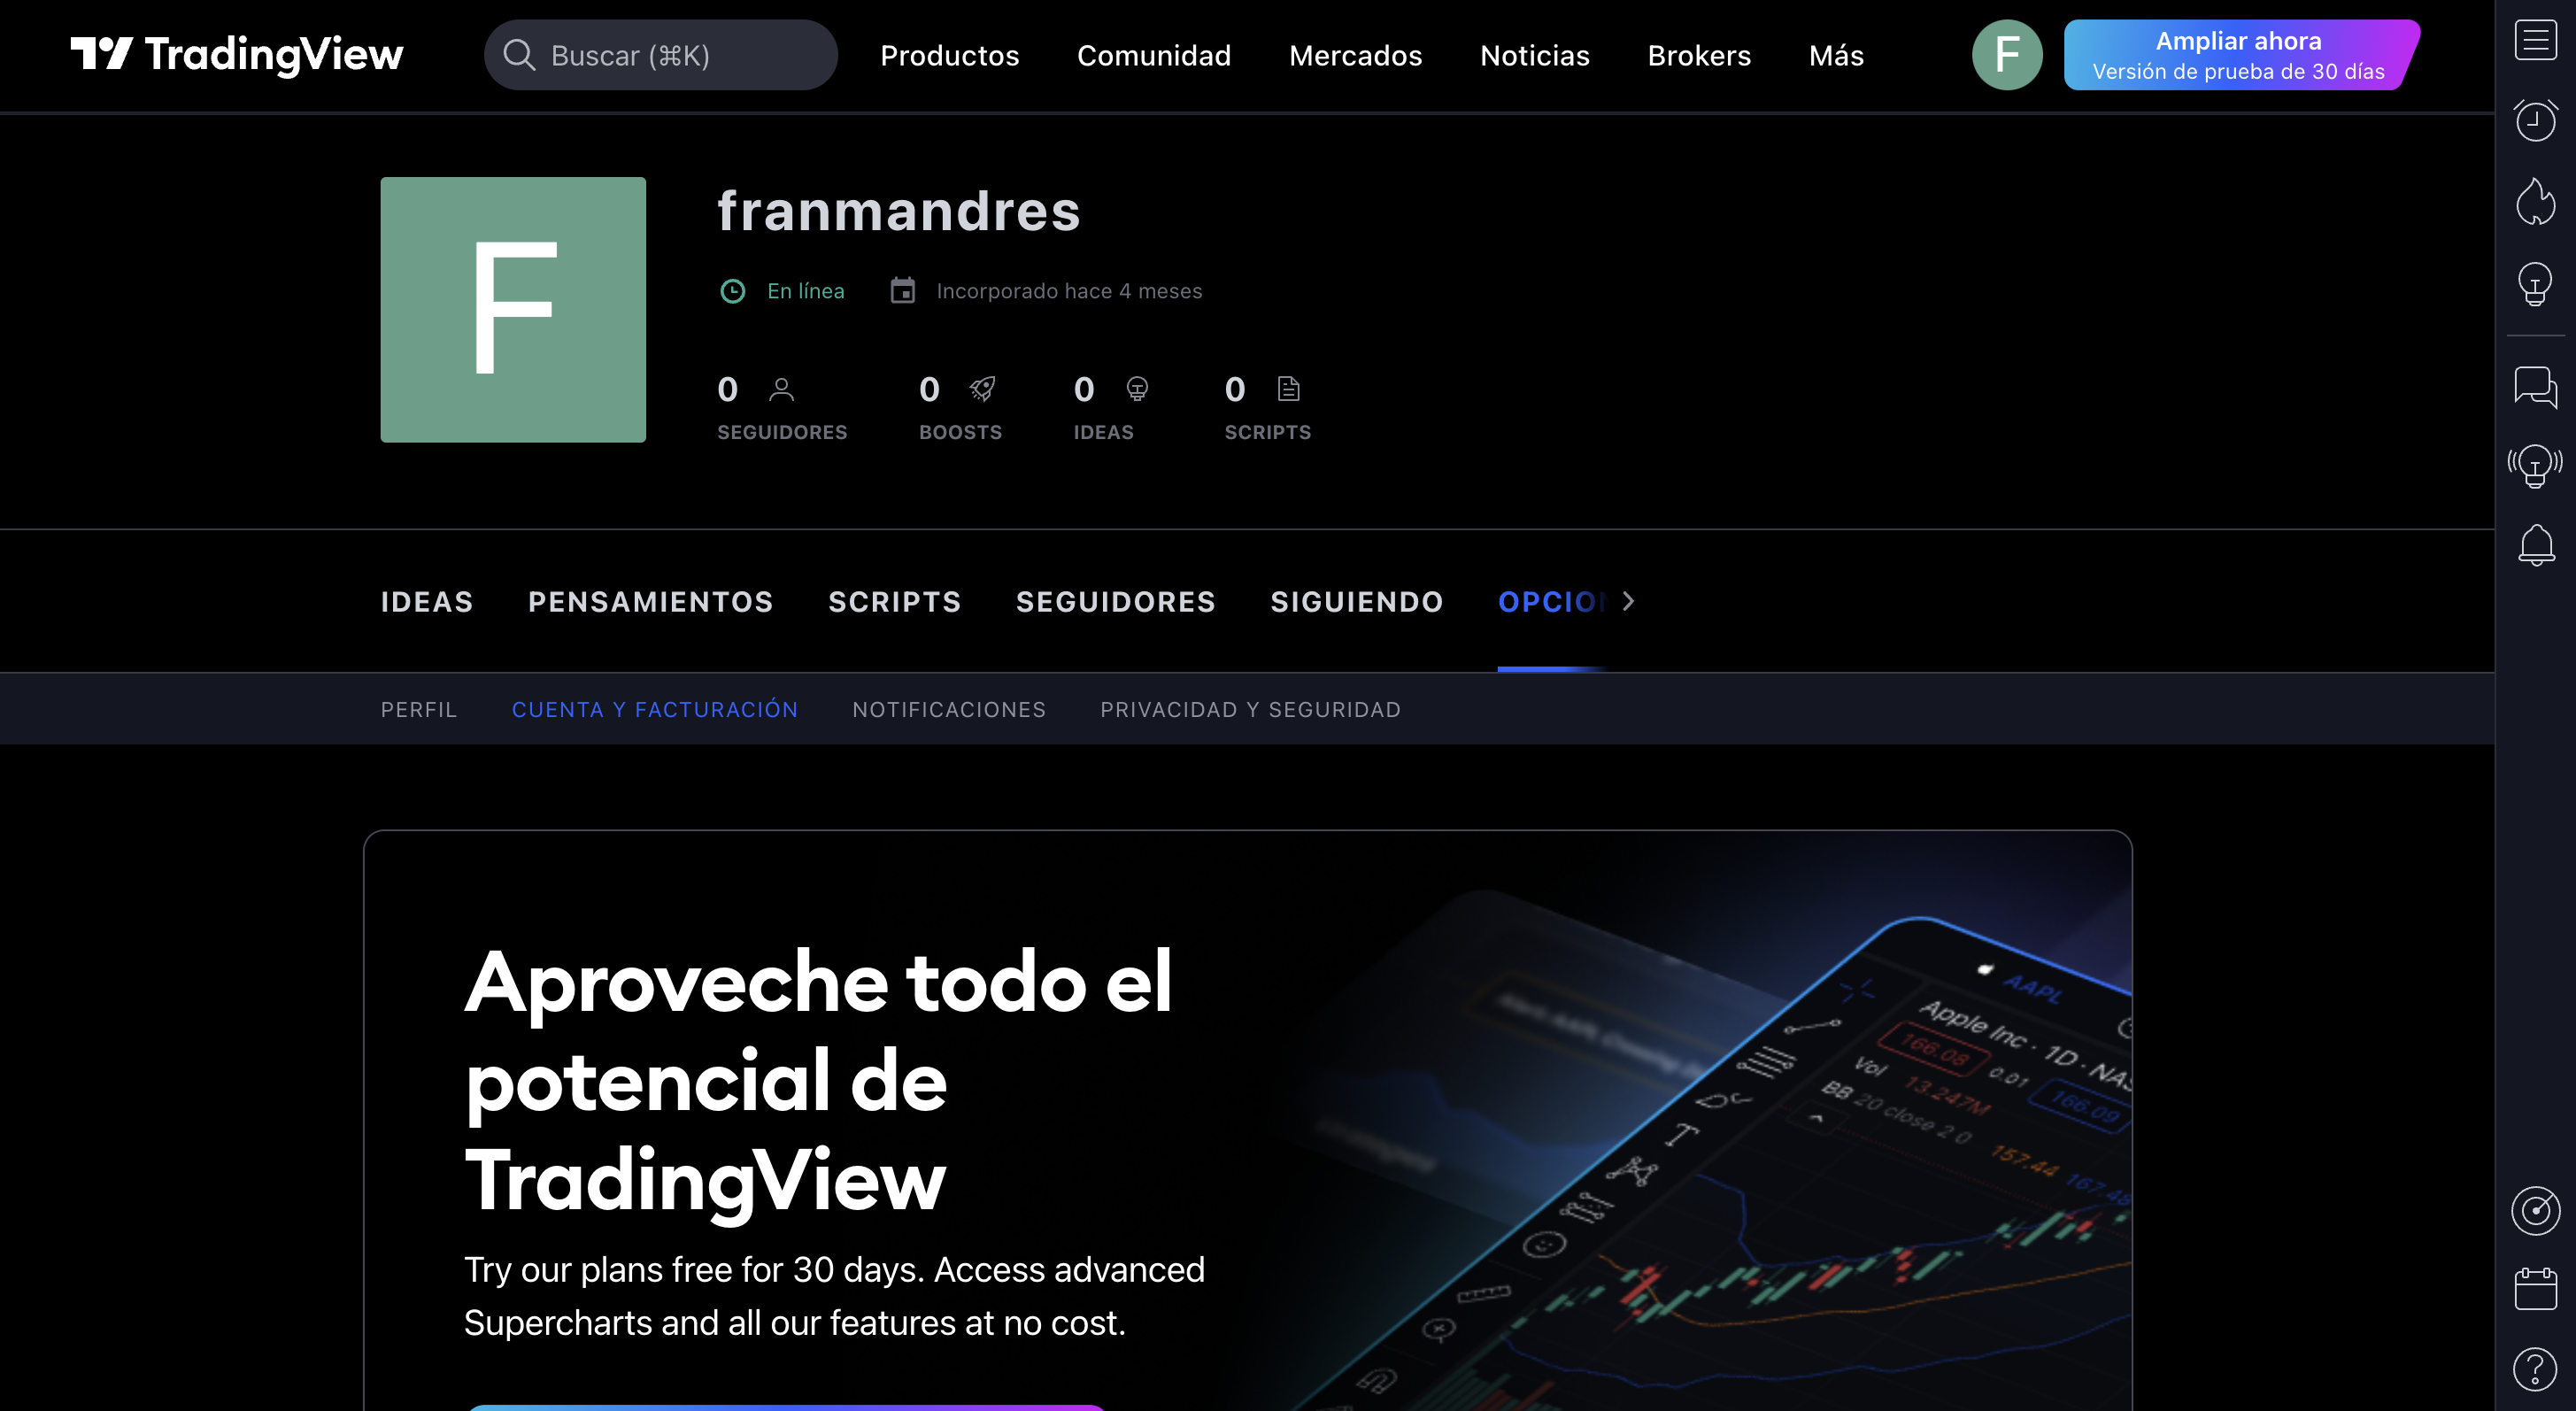 TradingView
Buscar (⌘K)
Productos
Comunidad
Mercados
Noticias
Brokers
Más
F
Ampliar ahora
Versión de prueba de 30 días
F
franmandres
En línea
Incorporado hace 4 meses
0
SEGUIDORES
0
BOOSTS
0
IDEAS
0
SCRIPTS
IDEAS
PENSAMIENTOS
SCRIPTS
SEGUIDORES
SIGUIENDO
OPCION
PERFIL
CUENTA Y FACTURACIÓN
NOTIFICACIONES
PRIVACIDAD Y SEGURIDAD
Aproveche todo el
potencial de
TradingView
Try our plans free for 30 days. Access advanced
Supercharts and all our features at no cost.
AAPL
Apple Inc · 1D · NAS
166.08 0.01 166.09
Vol 13.247M
BB 20 close 2 0 157.44 167.48